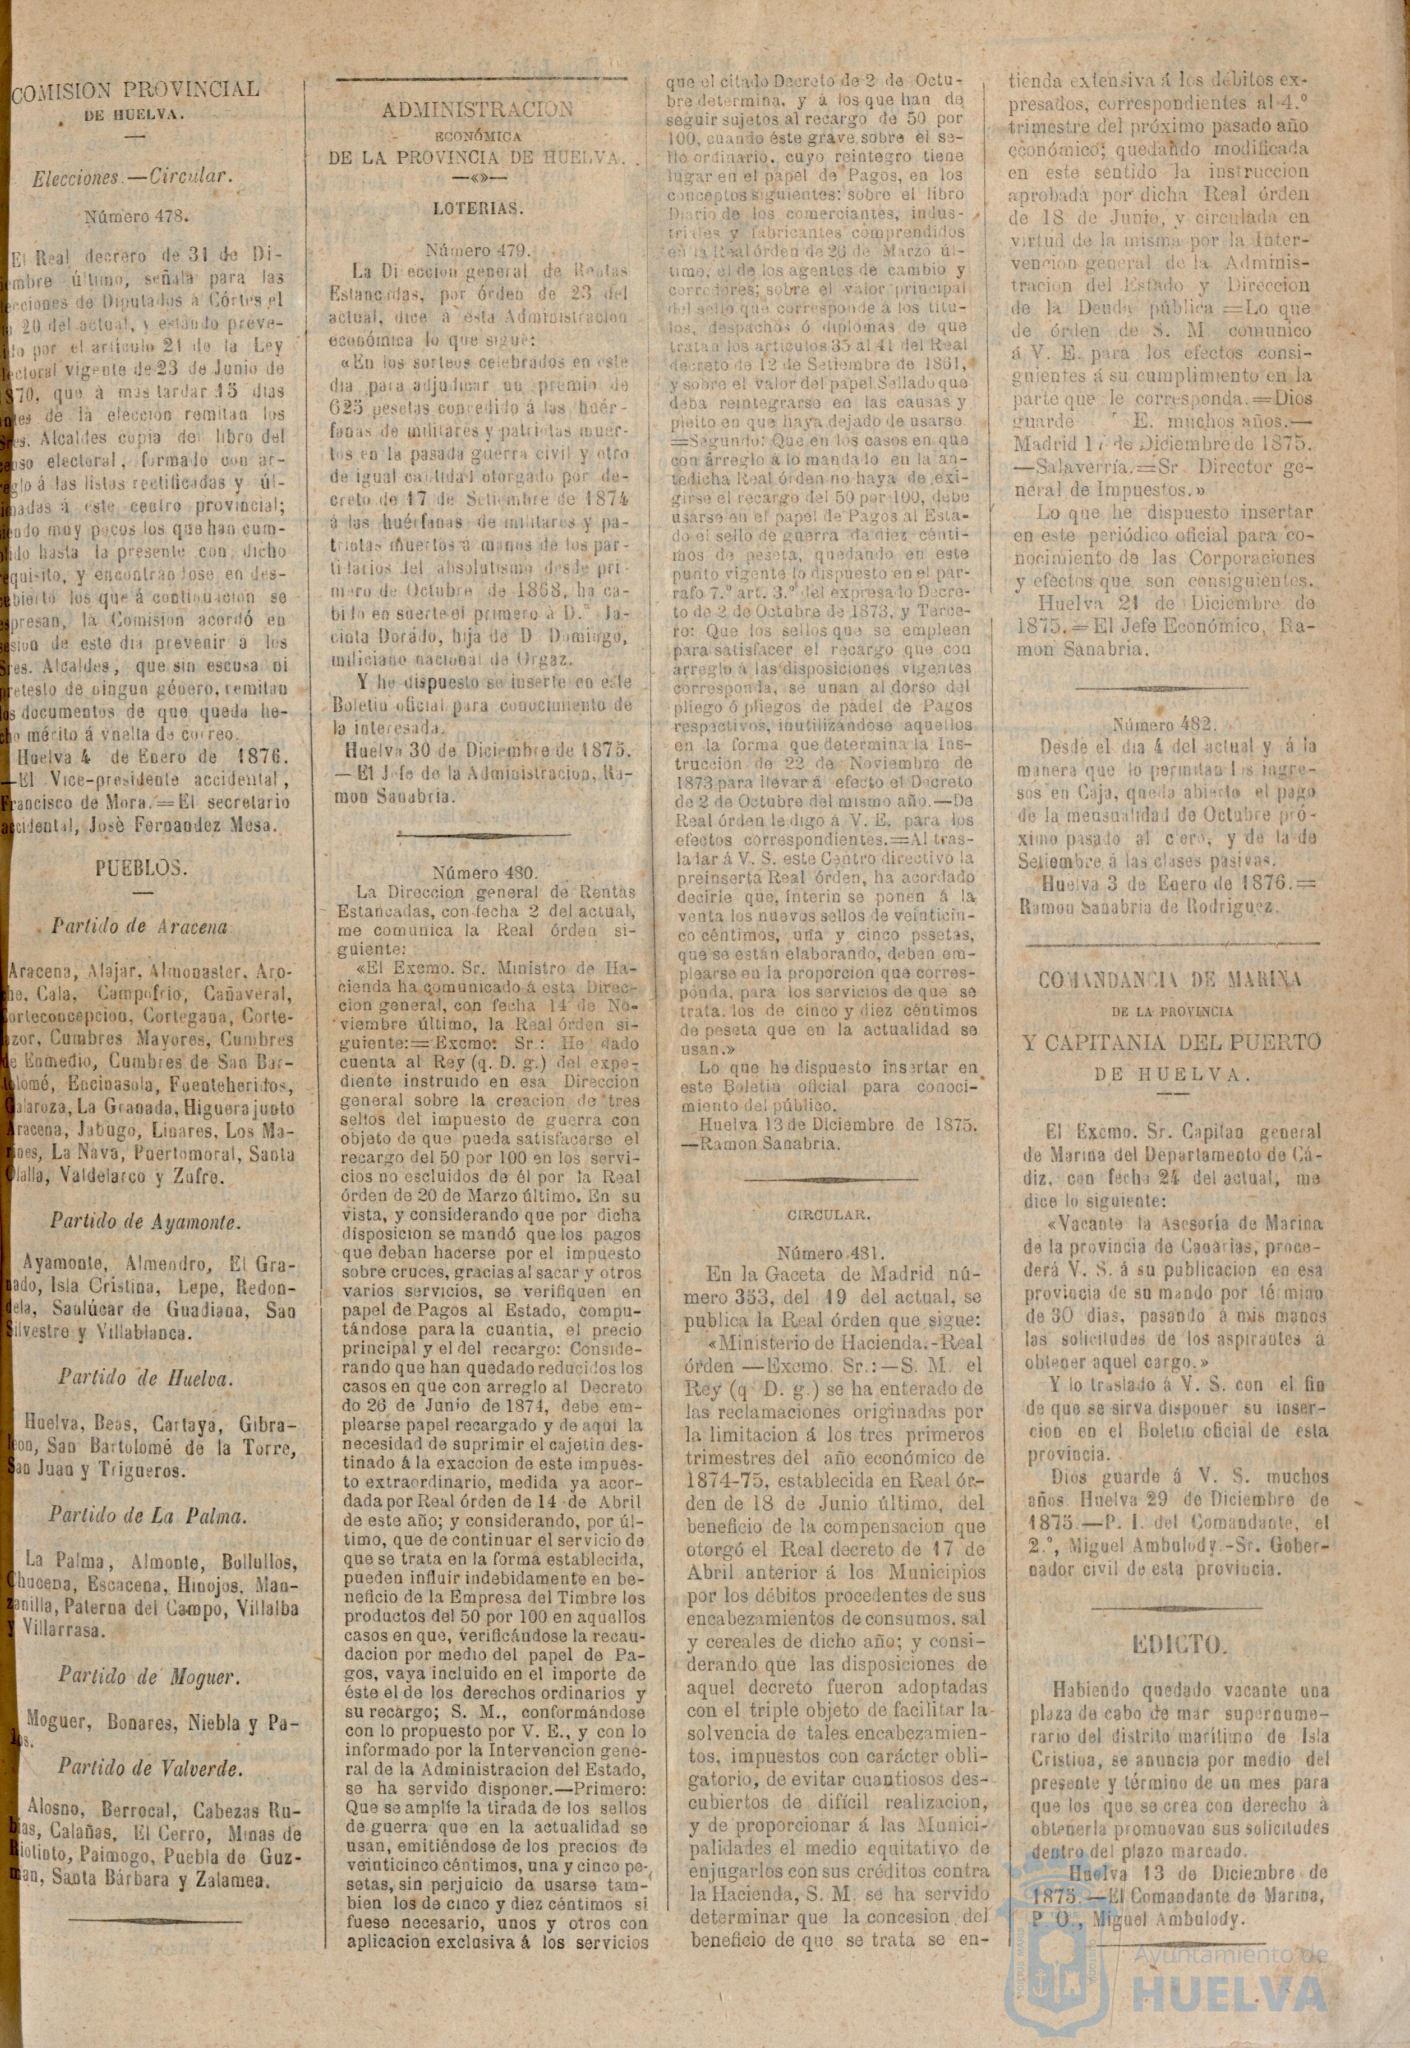 COMISION PROVINCIAL
DE HUELVA.
Elecciones.—Circular.
Número 478.
El Real decrero de 31 de Di-
embre último, señala para las
ecciones de Diputados á Córtes el
20 del actual, y estando preve-
ido por el artículo 21 de la Ley
ectoral vigente de 23 de Junio de
870, que á mas tardar 15 dias
ntes de la eleccion remitan los
Sres. Alcaldes copia del libro del
enso electoral, formado con ar-
eglo á las listas rectificadas y úl-
imadas á este centro provincial;
iendo muy pocos los que han cum-
lido hasta la presente con dicho
equisito, y encontrándose en des-
ubierto los que á continuacion se
spresan, la Comision acordó en
esion de este dia prevenir á los
Sres. Alcaldes, que sin escusa ni
pretesto de ningun género, remitan
os documentos de que queda he-
cho mérito á vuelta de correo.
Huelva 4 de Enero de 1876.
—El Vice-presidente accidental,
Francisco de Mora.=El secretario
accidental, Josè Fernandez Mesa.
PUEBLOS.
Partido de Aracena
Aracena, Alajar, Almonaster, Aro-
he, Cala, Campofrio, Cañaveral,
orteconcepcion, Cortegana, Corte-
azor, Cumbres Mayores, Cumbres
de Enmedio, Cumbres de San Bar-
tolomé, Encinasola, Fuenteheridos,
Galaroza, La Granada, Higuera junto
Aracena, Jabugo, Linares, Los Ma-
rines, La Nava, Puertomoral, Santa
Olalla, Valdelarco y Zufre.
Partido de Ayamonte.
Ayamonte, Almendro, El Gra-
nado, Isla Cristina, Lepe, Redon-
dela, Sanlúcar de Guadiana, San
Silvestre y Villablanca.
Partido de Huelva.
Huelva, Beas, Cartaya, Gibra-
leon, San Bartolomé de la Torre,
San Juan y Trigueros.
Partido de La Palma.
La Palma, Almonte, Bollullos,
Chucena, Escacena, Hinojos, Man-
zanilla, Paterna del Campo, Villalba
y Villarrasa.
Partido de Moguer.
Moguer, Bonares, Niebla y Pa-
los.
Partido de Valverde.
Alosno, Berrocal, Cabezas Ru-
bias, Calañas, El Cerro, Minas de
Riotinto, Paimogo, Puebla de Guz-
man, Santa Bárbara y Zalamea.
ADMINISTRACION
ECONÓMICA
DE LA PROVINCIA DE HUELVA.
—«»—
LOTERIAS.
Número 479.
La Direccion general de Rentas
Estancadas, por órden de 23 del
actual, dice á esta Administracion
económica lo que sigue:
«En los sorteos celebrados en este
dia para adjudicar un premio de
625 pesetas concedido á las huér-
fanas de militares y patriotas muer-
tos en la pasada guerra civil y otro
de igual cantidad otorgado por de-
creto de 17 de Setiembre de 1874
á las huérfanas de militares y pa-
triotas muertos á manos de los par-
tidarios del absolutismo desde pri-
mero de Octubre de 1868, ha ca-
bido en suerte el primero á D.ª Ja-
cinta Dorado, hija de D Domingo,
miliciano nacional de Orgaz.
Y he dispuesto se inserte en este
Boletin oficial para conocimiento de
la interesada.
Huelva 30 de Diciembre de 1875.
—El Jefe de la Administracion, Ra-
mon Sanabria.
Número 480.
La Direccion general de Rentas
Estancadas, con fecha 2 del actual,
me comunica la Real órden si-
guiente:
«El Excmo. Sr. Ministro de Ha-
cienda ha comunicado á esta Direc-
cion general, con fecha 14 de No-
viembre último, la Real órden si-
guiente:=Excmo: Sr.: He dado
cuenta al Rey (q. D. g.) del expe-
diente instruido en esa Direccion
general sobre la creacion de tres
sellos del impuesto de guerra con
objeto de que pueda satisfacerse el
recargo del 50 por 100 en los servi-
cios no escluidos de él por la Real
órden de 20 de Marzo último. En su
vista, y considerando que por dicha
disposicion se mandó que los pagos
que deban hacerse por el impuesto
sobre cruces, gracias al sacar y otros
varios servicios, se verifiquen en
papel de Pagos al Estado, compu-
tándose para la cuantía, el precio
principal y el del recargo: Conside-
rando que han quedado reducidos los
casos en que con arreglo al Decreto
do 26 de Junio de 1874, debe em-
plearse papel recargado y de aquí la
necesidad de suprimir el cajetin des-
tinado á la exaccion de este impues-
to extraordinario, medida ya acor-
dada por Real órden de 14 de Abril
de este año; y considerando, por úl-
timo, que de continuar el servicio de
que se trata en la forma establecida,
pueden influir indebidamente en be-
neficio de la Empresa del Timbre los
productos del 50 por 100 en aquellos
casos en que, verificándose la recau-
dacion por medio del papel de Pa-
gos, vaya incluido en el importe de
éste el de los derechos ordinarios y
su recargo; S. M., conformándose
con lo propuesto por V. E., y con lo
informado por la Intervencion gene-
ral de la Administracion del Estado,
se ha servido disponer.—Primero:
Que se amplíe la tirada de los sellos
de guerra que en la actualidad se
usan, emitiéndose de los precios de
veinticinco céntimos, una y cinco pe-
setas, sin perjuicio de usarse tam-
bien los de cinco y diez céntimos si
fuese necesario, unos y otros con
aplicacion exclusiva á los servicios
que el citado Decreto de 2 de Octu-
bre determina, y á los que han de
seguir sujetos al recargo de 50 por
100, cuando éste grave sobre el se-
llo ordinario, cuyo reintegro tiene
lugar en el papel de Pagos, en los
conceptos siguientes: sobre el libro
Diario de los comerciantes, indus-
triales y fabricantes comprendidos
en la Real órden de 26 de Marzo úl-
timo, el de los agentes de cambio y
corredores; sobre el valor principal
del sello que corresponde á los títu-
los, despachos ó diplomas de que
tratan los artículos 35 al 41 del Real
decreto de 12 de Setiembre de 1861,
y sobre el valor del papel Sellado que
deba reintegrarse en las causas y
pleito en que haya dejado de usarse
=Segundo: Que en los casos en que
con árreglo á lo mandalo en la an-
tedicha Real órden no haya de exi-
girse el recargo del 50 por 100, debe
usarse en el papel de Pagos al Esta-
do el sello de guerra da diez cénti-
mos de peseta, quedando en este
punto vigente lo dispuesto en el par-
rafo 7.º art. 3.º del expresado Decre-
to de 2 de Octubre de 1873, y Terce-
ro: Que los sellos que se empleen
para satisfacer el recargo que con
arreglo á las disposiciones vigentes
corresponda, se unan al dorso del
pliego ó pliegos de padel de Pagos
respectivos, inutilizándose aquellos
en la forma que determina la Ins-
truccion de 22 de Noviembre de
1873 para llevar á efecto el Decreto
de 2 de Octubre del mismo año.—De
Real órden le digo á V. E. para los
efectos correspondientes.=Al tras-
ladar á V. S. este Centro directivo la
preinserta Real órden, ha acordado
decirle que, ínterin se ponen á la
venta los nuevos sellos de veinticin-
co céntimos, una y cinco pssetas,
que se están elaborando, deben em-
plearse en la proporcion que corres-
ponda, para los servicios de que se
trata, los de cinco y diez céntimos
de peseta que en la actualidad se
usan.»
Lo que he dispuesto insertar en
este Boletin oficial para conoci-
miento del público.
Huelva 13 de Diciembre de 1875.
—Ramon Sanabria.
CIRCULAR.
Número 481.
En la Gaceta de Madrid nú-
mero 353, del 19 del actual, se
publica la Real órden que sigue:
«Ministerio de Hacienda.-Real
órden —Excmo. Sr.:—S. M. el
Rey (q D. g.) se ha enterado de
las reclamaciones originadas por
la limitacion á los tres primeros
trimestres del año económico de
1874-75, establecida en Real ór-
den de 18 de Junio último, del
beneficio de la compensacion que
otorgó el Real decreto de 17 de
Abril anterior á los Municipios
por los débitos procedentes de sus
encabezamientos de consumos, sal
y cereales de dicho año; y consi-
derando que las disposiciones de
aquel decreto fueron adoptadas
con el triple objeto de facilitar la
solvencia de tales encabezamien-
tos, impuestos con carácter obli-
gatorio, de evitar cuantiosos des-
cubiertos de difícil realizacion,
y de proporcionar á las Munici-
palidades el medio equitativo de
enjugarlos con sus créditos contra
la Hacienda, S. M. se ha servido
determinar que la concesion del
beneficio de que se trata se en-
tienda extensiva á los débitos ex-
presados, correspondientes al 4.º
trimestre del próximo pasado año
económico; quedando modificada
en este sentido la instruccion
aprobada por dicha Real órden
de 18 de Junio, y circulada en
virtud de la misma por la Inter-
vencion general de la Adminis-
tracion del Estado y Direccion
de la Deuda pública =Lo que
de órden de S. M comunico
á V. E. para los efectos consi-
guientes á su cumplimiento en la
parte que le corresponda.=Dios
guarde E. muchos años.—
Madrid 17 de Diciembre de 1875.
—Salaverría.=Sr. Director ge-
neral de Impuestos.»
Lo que he dispuesto insertar
en este periódico oficial para co-
nocimiento de las Corporaciones
y efectos que son consiguientes.
Huelva 21 de Diciembre de
1875.=El Jefe Económico, Ra-
mon Sanabria.
Número 482.
Desde el dia 4 del actual y á la
manera que lo permitan los ingre-
sos en Caja, queda abierto el pago
de la mensualidad de Octubre pró-
ximo pasado al clero, y de la de
Setiembre á las clases pasivas.
Huelva 3 de Enero de 1876.=
Ramon Sanabria de Rodriguez.
COMANDANCIA DE MARINA
DE LA PROVINCIA
Y CAPITANIA DEL PUERTO
DE HUELVA.
El Excmo. Sr. Capitan general
de Marina del Departamento de Cá-
diz, con fecha 24 del actual, me
dice lo siguiente:
«Vacante la Asesoría de Marina
de la provincia de Canarias, proce-
derá V. S. á su publicacion en esa
provincia de su mando por término
de 30 dias, pasando á mis manos
las solicitudes de los aspirantes á
obtener aquel cargo.»
Y lo traslado á V. S. con el fin
de que se sirva disponer su inser-
cion en el Boletin oficial de esta
provincia.
Dios guarde á V. S. muchos
años. Huelva 29 de Diciembre de
1875.—P. I. del Comandante, el
2.º, Miguel Ambulody.-Sr. Gober-
nador civil de esta provincia.
EDICTO.
Habiendo quedado vacante una
plaza de cabo de mar supernume-
rario del distrito marítimo de Isla
Cristina, se anuncia por medio del
presente y término de un mes para
que los que se crea con derecho á
obtenerla promuevan sus solicitudes
dentro del plazo marcado.
Huelva 13 de Diciembre de
1875.—El Comandante de Marina,
P O., Miguel Ambulody.
Ayuntamiento de
HUELVA